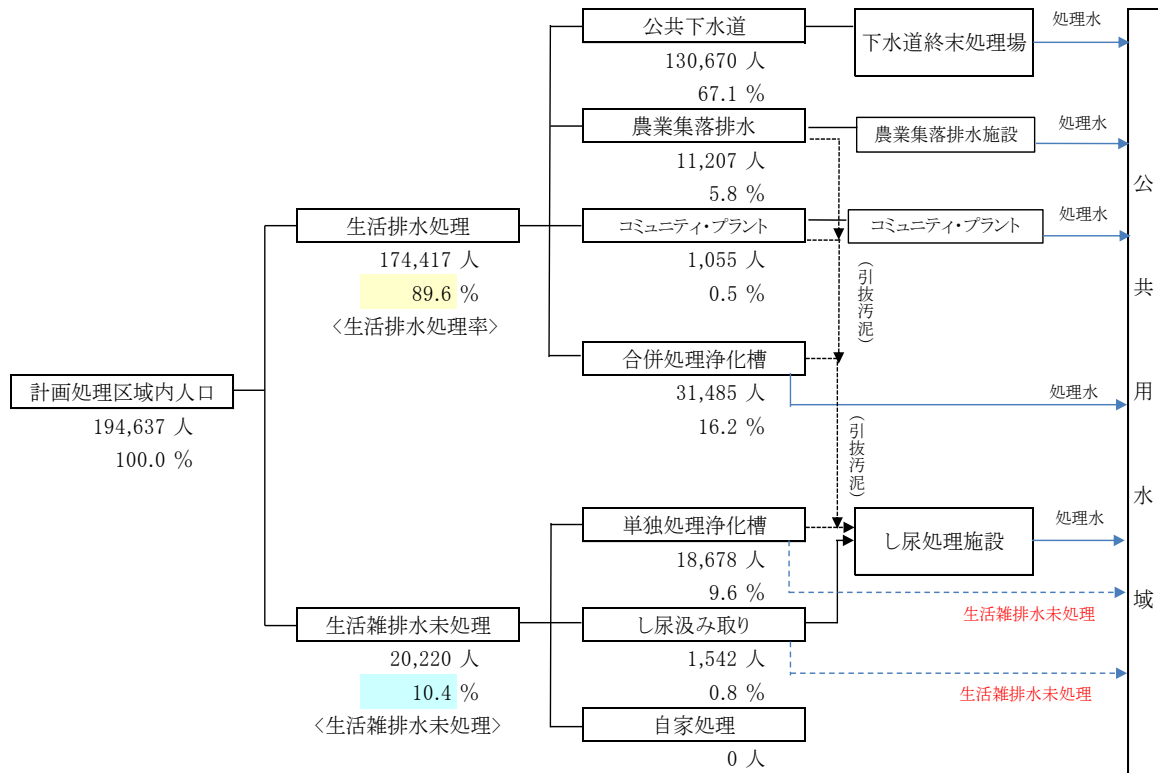 公共下水道
130,670 人
67.1 %
下水道終末処理場
処理水
農業集落排水
11,207 人
5.8 %
農業集落排水施設
処理水
生活排水処理
174,417 人
89.6 %
〈生活排水処理率〉
コミュニティ・プラント
1,055 人
0.5 %
コミュニティ・プラント
処理水
（引抜汚泥）
合併処理浄化槽
31,485 人
16.2 %
処理水
（引抜汚泥）
計画処理区域内人口
194,637 人
100.0 %
単独処理浄化槽
18,678 人
9.6 %
し尿処理施設
処理水
生活雑排水未処理
生活雑排水未処理
20,220 人
10.4 %
〈生活雑排水未処理〉
し尿汲み取り
1,542 人
0.8 %
生活雑排水未処理
自家処理
0 人
公共用水域